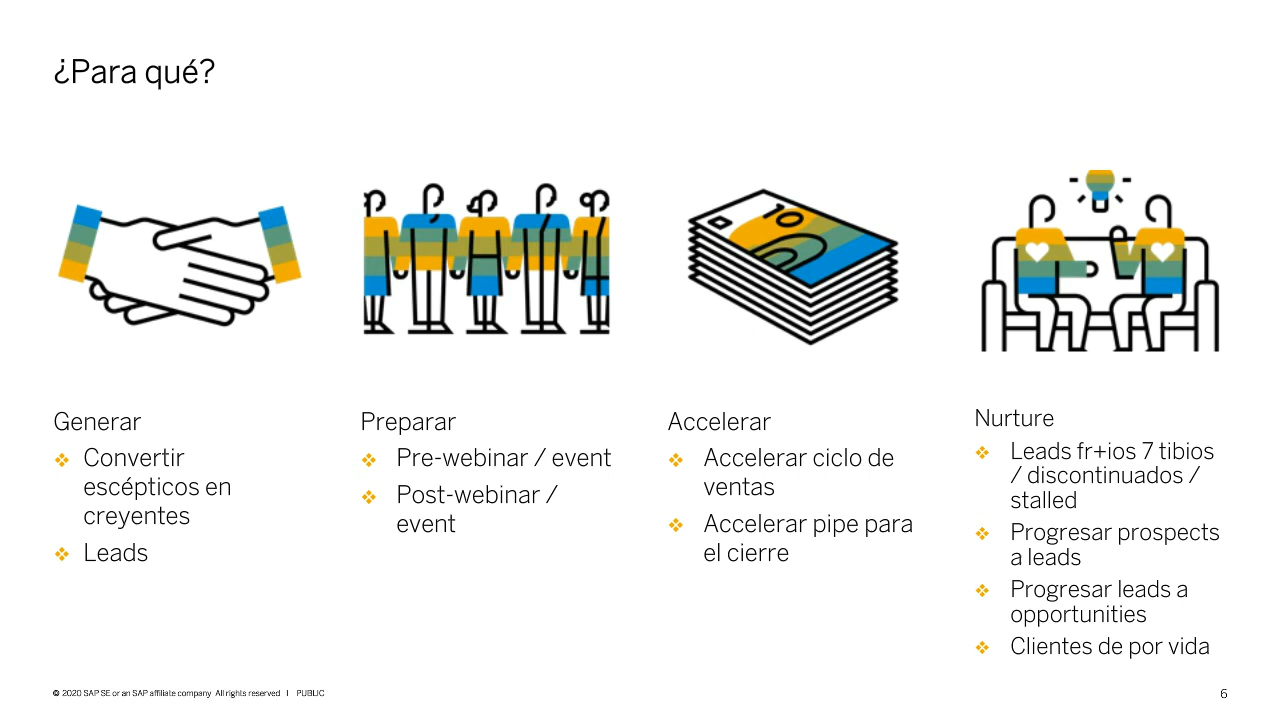 ¿Para qué?
10
Generar
❖ Convertir
escépticos en
creyentes
❖ Leads
Preparar
❖ Pre-webinar / event
❖ Post-webinar /
event
Accelerar
❖ Accelerar ciclo de
ventas
❖ Accelerar pipe para
el cierre
Nurture
❖ Leads fr+ios 7 tibios
/ discontinuados /
stalled
❖ Progresar prospects
a leads
❖ Progresar leads a
opportunities
❖ Clientes de por vida
© 2020 SAP SE or an SAP affiliate company. All rights reserved | PUBLIC
6